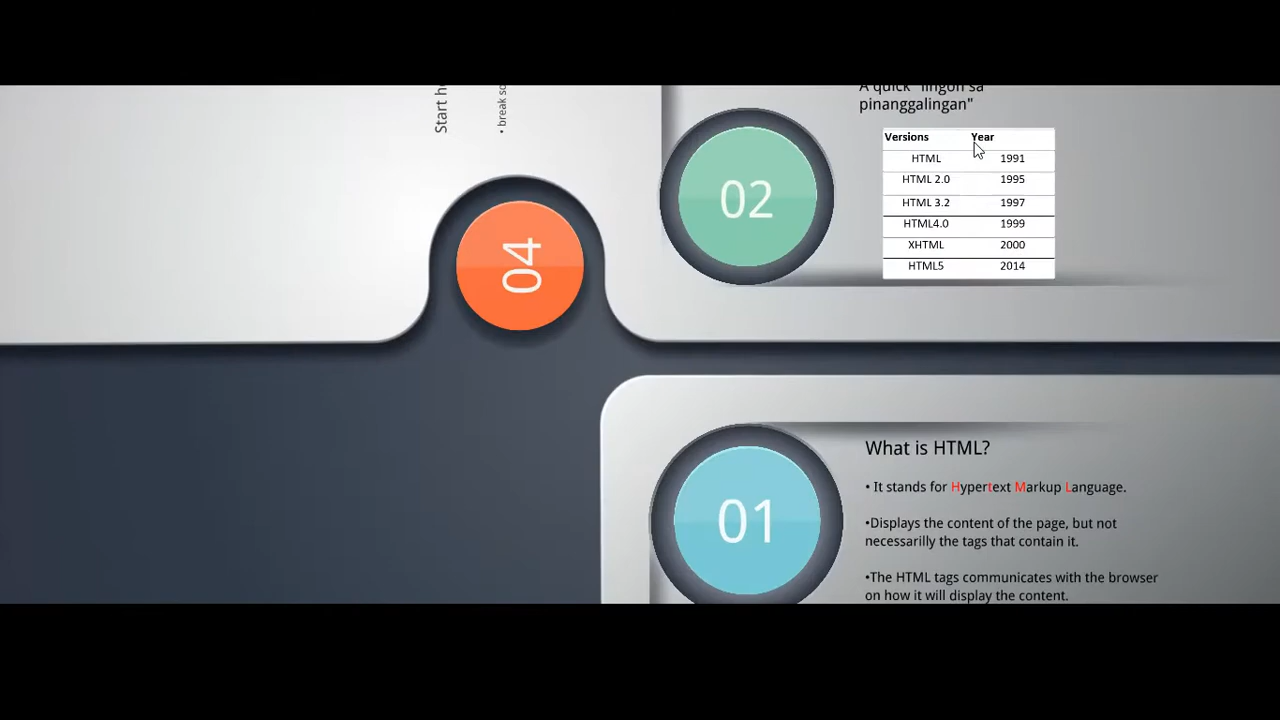 A quick "lingon sa
pinanggalingan"
02
Versions Year
HTML 1991
HTML 2.0 1995
HTML 3.2 1997
HTML4.0 1999
XHTML 2000
HTML5 2014
04
Start
• break
01
What is HTML?
• It stands for Hypertext Markup Language.
•Displays the content of the page, but not
necessarilly the tags that contain it.
•The HTML tags communicates with the browser
on how it will display the content.